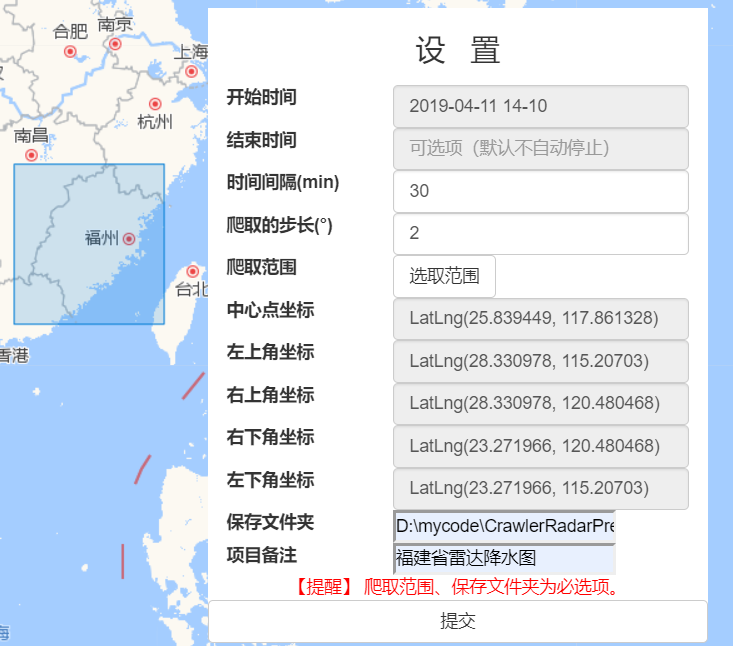 合肥
南京
上海
杭州
南昌
福州
台北
香港
海
设 置
开始时间
2019-04-11 14-10
结束时间
可选项（默认不自动停止）
时间间隔(min)
30
爬取的步长(°)
2
爬取范围
选取范围
中心点坐标
LatLng(25.839449, 117.861328)
左上角坐标
LatLng(28.330978, 115.20703)
右上角坐标
LatLng(28.330978, 120.480468)
右下角坐标
LatLng(23.271966, 120.480468)
左下角坐标
LatLng(23.271966, 115.20703)
保存文件夹
D:\mycode\CrawlerRadarPre
项目备注
福建省雷达降水图
【提醒】 爬取范围、保存文件夹为必选项。
提交